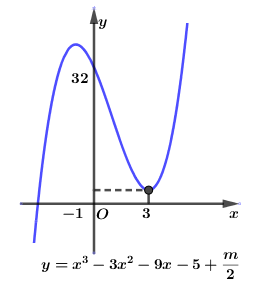 y
32
−1 O 3 x
y = x³ − 3x² − 9x − 5 + m/2